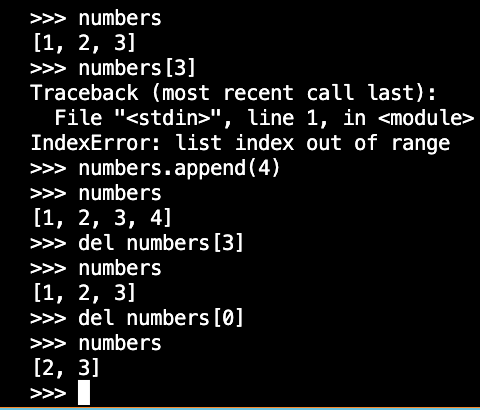 >>> numbers
[1, 2, 3]
>>> numbers[3]
Traceback (most recent call last):
  File "<stdin>", line 1, in <module>
IndexError: list index out of range
>>> numbers.append(4)
>>> numbers
[1, 2, 3, 4]
>>> del numbers[3]
>>> numbers
[1, 2, 3]
>>> del numbers[0]
>>> numbers
[2, 3]
>>>